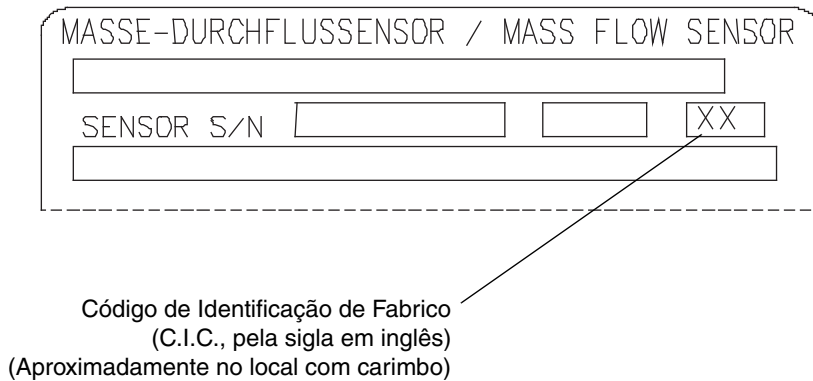 MASSE-DURCHFLUSSENSOR / MASS FLOW SENSOR
SENSOR S/N
XX
Código de Identificação de Fabrico
(C.I.C., pela sigla em inglês)
(Aproximadamente no local com carimbo)